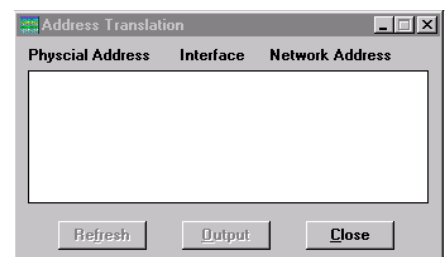 Address Translation
Physcial Address Interface Network Address
Refresh Output Close